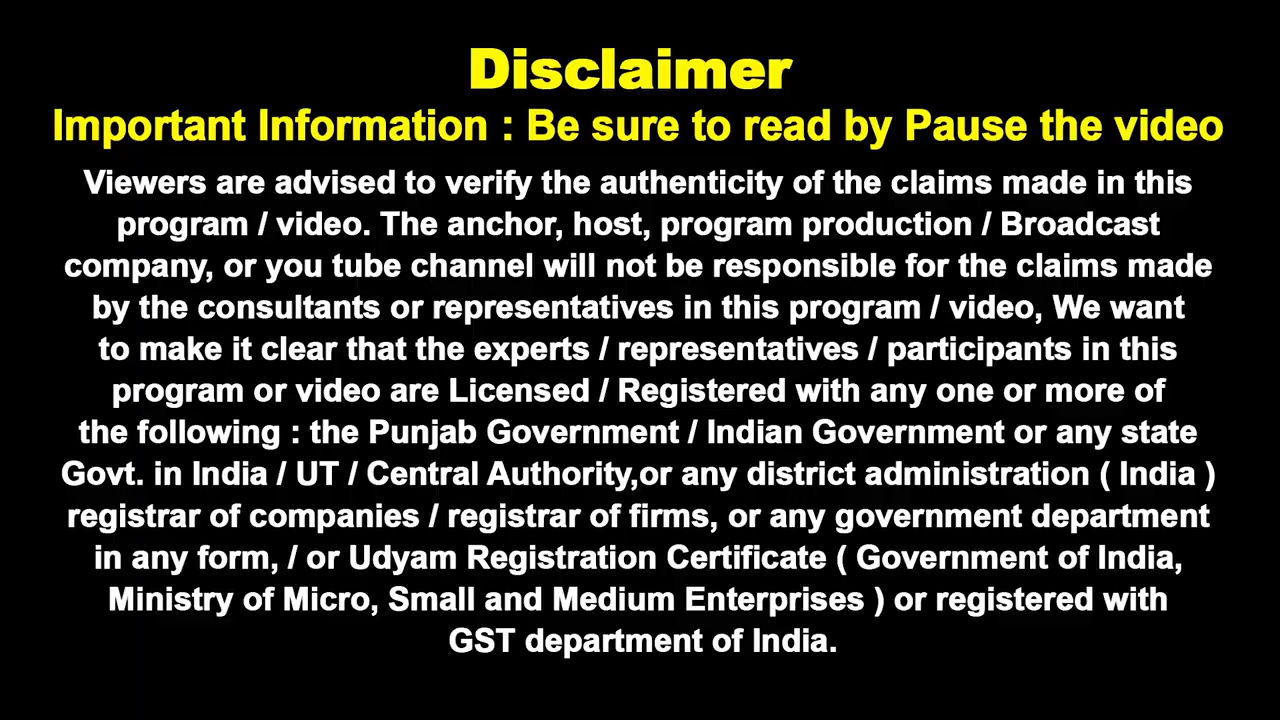 Disclaimer
Important Information : Be sure to read by Pause the video
Viewers are advised to verify the authenticity of the claims made in this
program / video. The anchor, host, program production / Broadcast
company, or you tube channel will not be responsible for the claims made
by the consultants or representatives in this program / video, We want
to make it clear that the experts / representatives / participants in this
program or video are Licensed / Registered with any one or more of
the following : the Punjab Government / Indian Government or any state
Govt. in India / UT / Central Authority,or any district administration ( India )
registrar of companies / registrar of firms, or any government department
in any form, / or Udyam Registration Certificate ( Government of India,
Ministry of Micro, Small and Medium Enterprises ) or registered with
GST department of India.